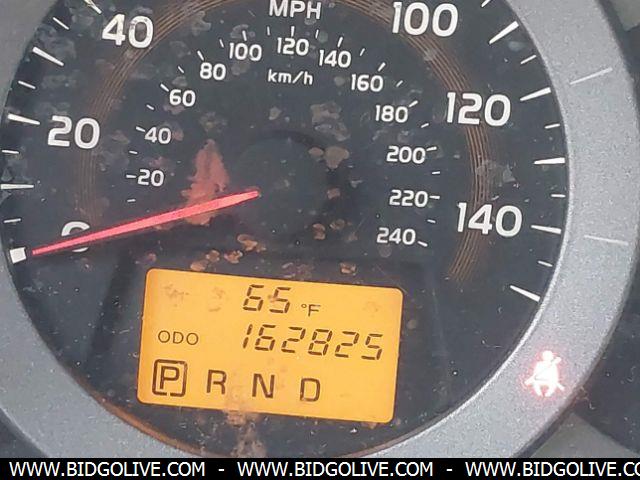 MPH
40 100
100 120 140
80 km/h 160
60 180 120
20 40 200
20 220 140
0 240
65 °F
ODO 162825
P R N D
WWW.BIDGOLIVE.COM - WWW.BIDGOLIVE.COM - WWW.BIDGOLIVE.COM